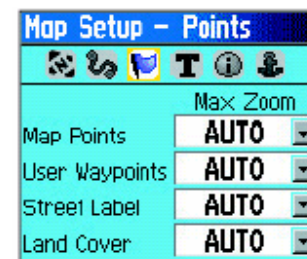 Map Setup – Points
T
Max Zoom
Map Points AUTO
User Waypoints AUTO
Street Label AUTO
Land Cover AUTO